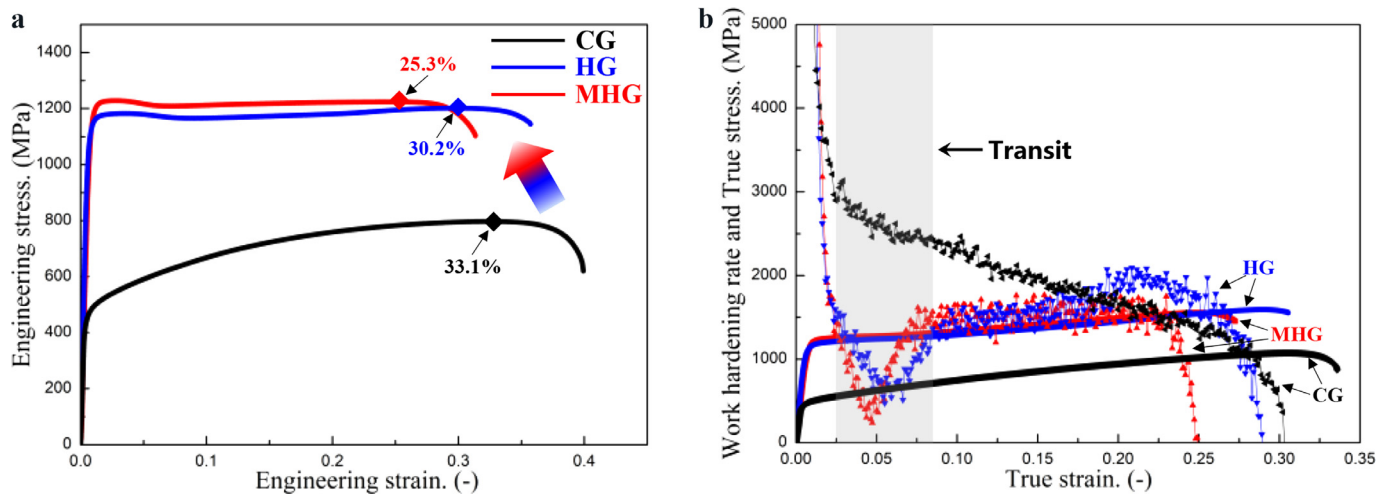 a
Engineering stress. (MPa)
1400
1200
1000
800
600
400
200
0
0.0
0.1
0.2
0.3
0.4
Engineering strain. (-)
CG
HG
MHG
25.3%
30.2%
33.1%
b
Work hardening rate and True stress. (MPa)
5000
4000
3000
2000
1000
0
0.00
0.05
0.10
0.15
0.20
0.25
0.30
0.35
True strain. (-)
Transit
HG
MHG
CG